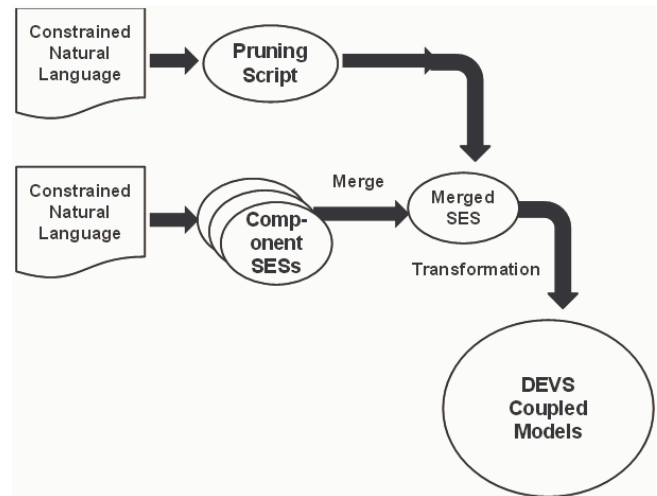 Constrained
Natural
Language
Pruning
Script
Constrained
Natural
Language
Comp-
onent
SESs
Merge
Merged
SES
Transformation
DEVS
Coupled
Models